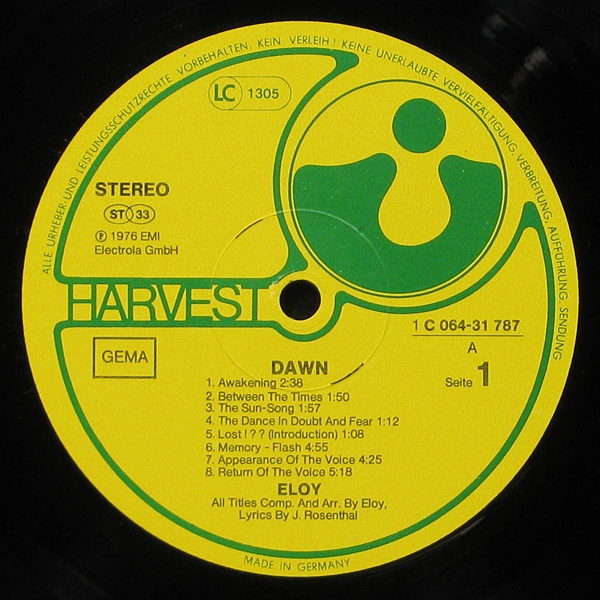 ALLE URHEBER-UND LEISTUNGSSCHUTZRECHTE VORBEHALTEN, KEIN VERLEIH! KEINE UNERLAUBTE VERVIELFÄLTIGUNG, VERBREITUNG, AUFFÜHRUNG, SENDUNG
LC 1305
STEREO
ST 33
Ⓟ 1976 EMI
Electrola GmbH
HARVEST
GEMA
1 C 064-31 787
A
Seite 1
DAWN
1. Awakening 2:38
2. Between The Times 1:50
3. The Sun-Song 1:57
4. The Dance In Doubt And Fear 1:12
5. Lost!?? (Introduction) 1:08
6. Memory - Flash 4:55
7. Appearance Of The Voice 4:25
8. Return Of The Voice 5:18
ELOY
All Titles Comp. And Arr. By Eloy,
Lyrics By J. Rosenthal
MADE IN GERMANY